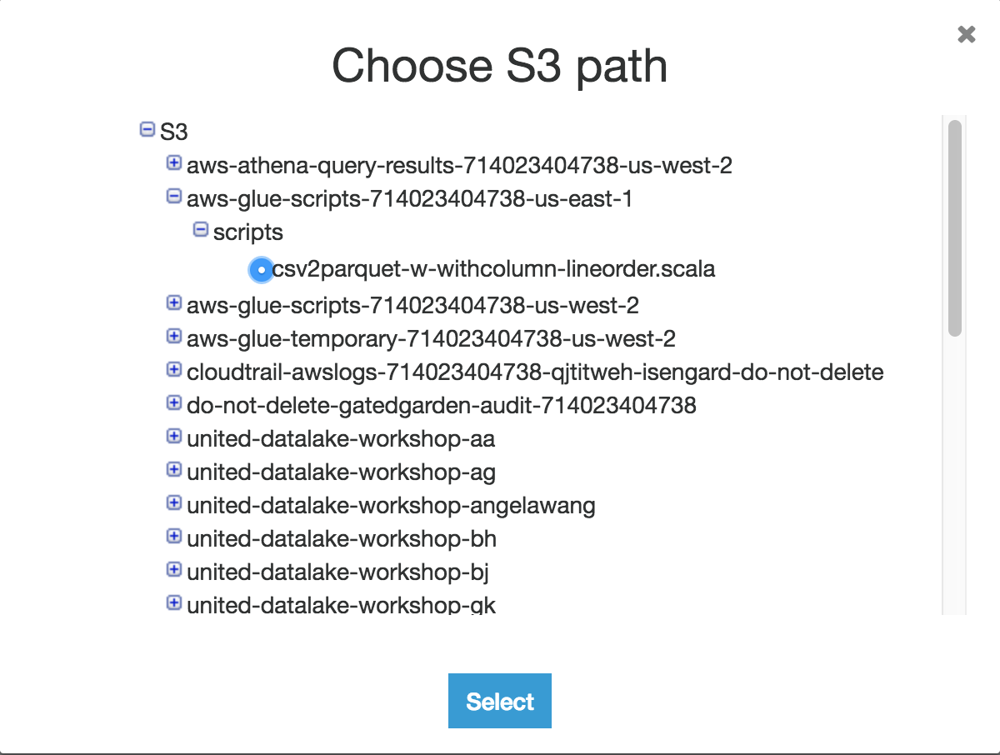 Choose S3 path
S3
aws-athena-query-results-714023404738-us-west-2
aws-glue-scripts-714023404738-us-east-1
scripts
csv2parquet-w-withcolumn-lineorder.scala
aws-glue-scripts-714023404738-us-west-2
aws-glue-temporary-714023404738-us-west-2
cloudtrail-awslogs-714023404738-qjtitweh-isengard-do-not-delete
do-not-delete-gatedgarden-audit-714023404738
united-datalake-workshop-aa
united-datalake-workshop-ag
united-datalake-workshop-angelawang
united-datalake-workshop-bh
united-datalake-workshop-bj
united-datalake-workshop-gk
Select